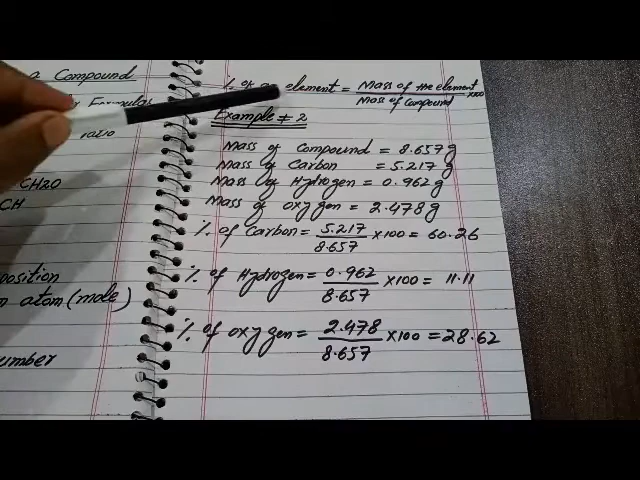 a Compound
Formulas
ratio
CH2O
CH
position
atom (mole)
number
% of an element = Mass of the element / Mass of Compound ×100
Example # 2
Mass of Compound = 8.657 g
Mass of Carbon = 5.217 g
Mass of Hydrogen = 0.962 g
Mass of oxygen = 2.478 g
% of Carbon = 5.217 / 8.657 ×100 = 60.26
% of Hydrogen = 0.962 / 8.657 ×100 = 11.11
% of oxygen = 2.478 / 8.657 ×100 = 28.62